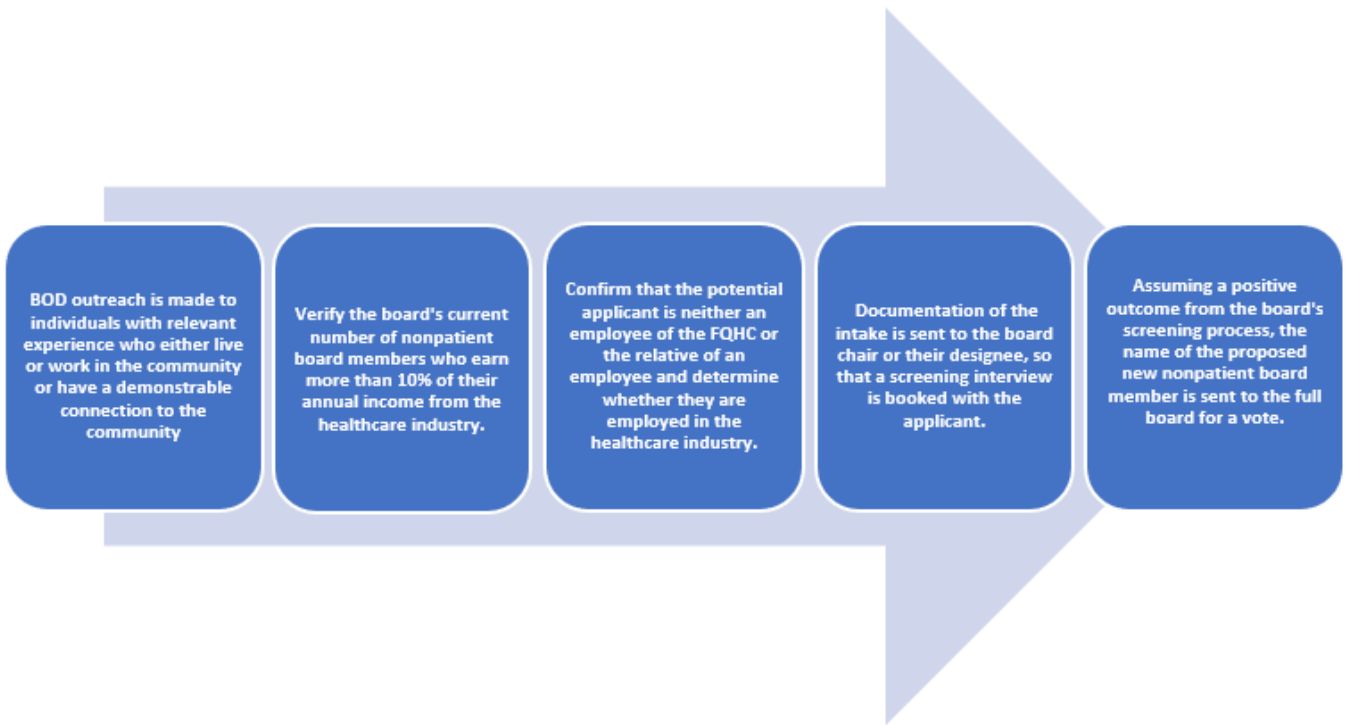 BOD outreach is made to
individuals with relevant
experience who either live
or work in the community
or have a demonstrable
connection to the
community
Verify the board's current
number of nonpatient
board members who earn
more than 10% of their
annual income from the
healthcare industry.
Confirm that the potential
applicant is neither an
employee of the FQHC or
the relative of an
employee and determine
whether they are
employed in the
healthcare industry.
Documentation of the
intake is sent to the board
chair or their designee, so
that a screening interview
is booked with the
applicant.
Assuming a positive
outcome from the board's
screening process, the
name of the proposed
new nonpatient board
member is sent to the full
board for a vote.